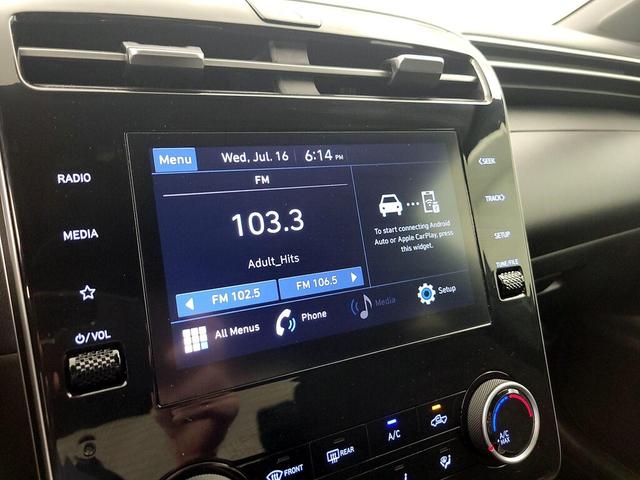 Menu
Wed, Jul. 16
6:14 PM
FM
103.3
Adult_Hits
FM 102.5
FM 106.5
To start connecting Android
Auto or Apple CarPlay, press
this widget.
All Menus
Phone
Media
Setup
RADIO
MEDIA
VOL
SEEK
TRACK
SETUP
TUNE/FILE
FRONT
REAR
A/C
A/C
MAX